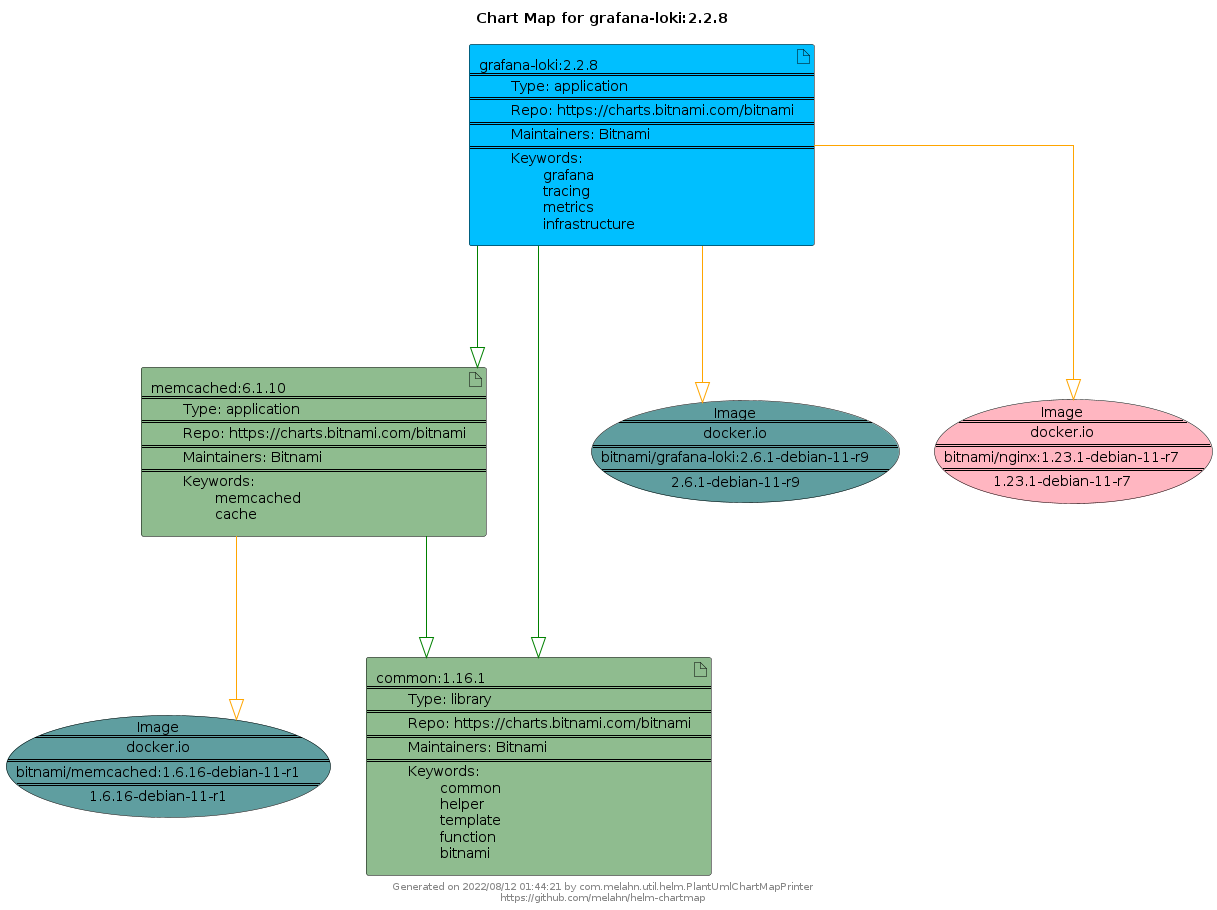 Chart Map for grafana-loki:2.2.8
grafana-loki:2.2.8
Type: application
Repo: https://charts.bitnami.com/bitnami
Maintainers: Bitnami
Keywords:
grafana
tracing
metrics
infrastructure
memcached:6.1.10
Type: application
Repo: https://charts.bitnami.com/bitnami
Maintainers: Bitnami
Keywords:
memcached
cache
Image
docker.io
bitnami/grafana-loki:2.6.1-debian-11-r9
2.6.1-debian-11-r9
Image
docker.io
bitnami/nginx:1.23.1-debian-11-r7
1.23.1-debian-11-r7
Image
docker.io
bitnami/memcached:1.6.16-debian-11-r1
1.6.16-debian-11-r1
common:1.16.1
Type: library
Repo: https://charts.bitnami.com/bitnami
Maintainers: Bitnami
Keywords:
common
helper
template
function
bitnami
Generated on 2022/08/12 01:44:21 by com.melahn.util.helm.PlantUmlChartMapPrinter
https://github.com/melahn/helm-chartmap